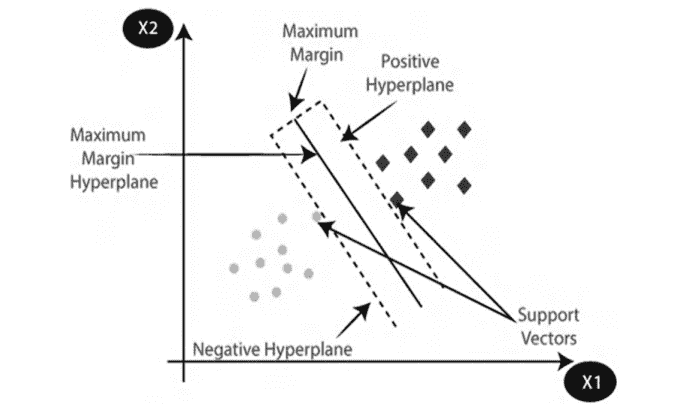 X2
Maximum
Margin
Positive
Hyperplane
Maximum
Margin
Hyperplane
Support
Vectors
Negative Hyperplane
X1